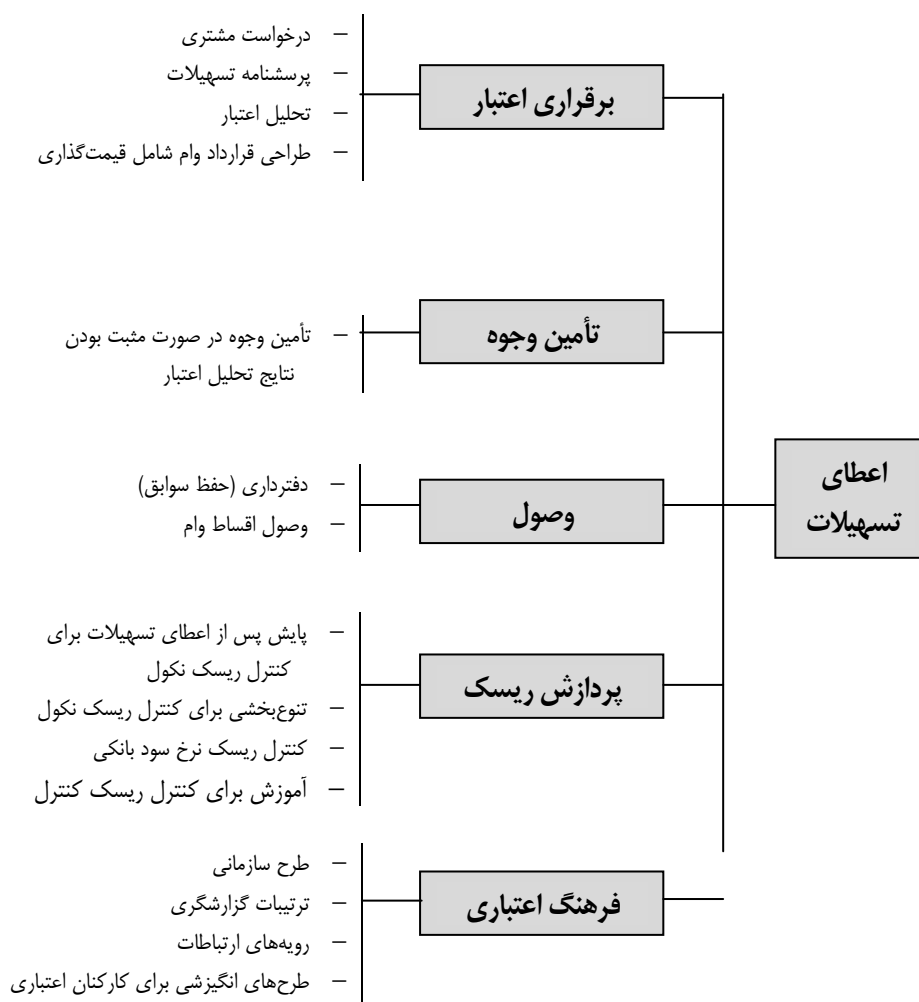 اعطای
تسهیلات
برقراری اعتبار
– درخواست مشتری
– پرسشنامه تسهیلات
– تحلیل اعتبار
– طراحی قرارداد وام شامل قیمت‌گذاری
تأمین وجوه
– تأمین وجوه در صورت مثبت بودن
نتایج تحلیل اعتبار
وصول
– دفترداری (حفظ سوابق)
– وصول اقساط وام
پردازش ریسک
– پایش پس از اعطای تسهیلات برای
کنترل ریسک نکول
– تنوع‌بخشی برای کنترل ریسک نکول
– کنترل ریسک نرخ سود بانکی
– آموزش برای کنترل ریسک کنترل
فرهنگ اعتباری
– طرح سازمانی
– ترتیبات گزارشگری
– رویه‌های ارتباطات
– طرح‌های انگیزشی برای کارکنان اعتباری